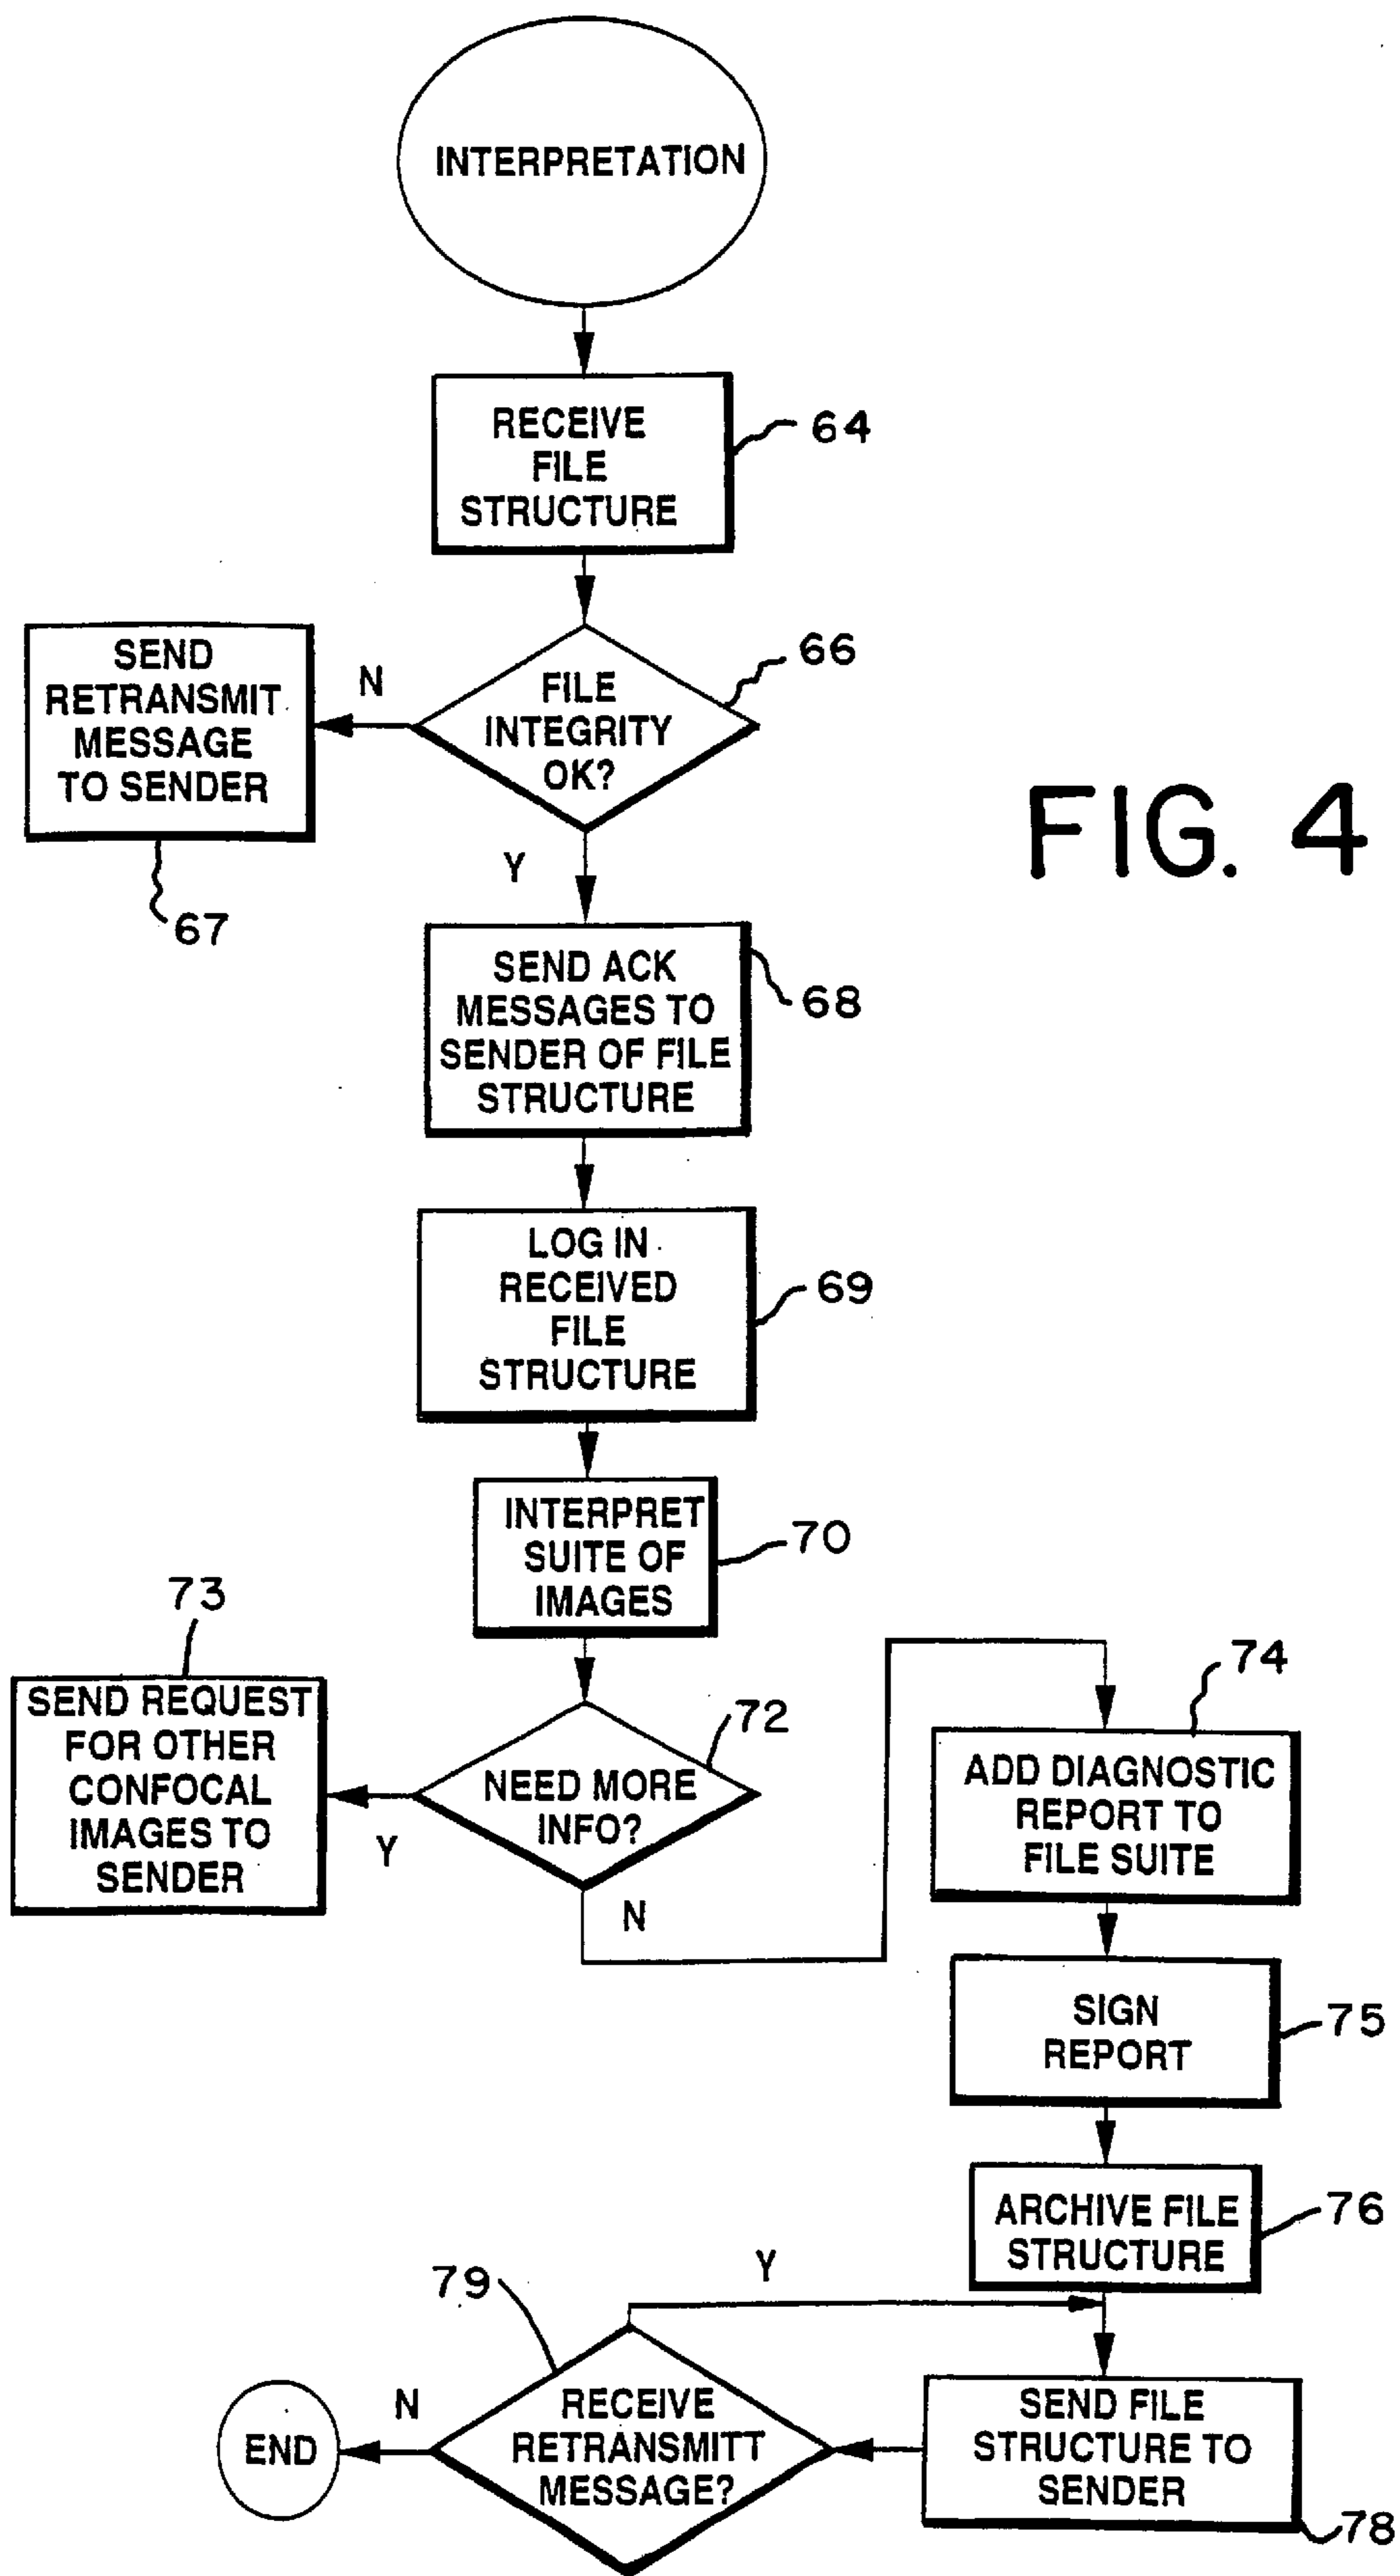 INTERPRETATION
RECEIVE
FILE
STRUCTURE
64
FILE
INTEGRITY
OK?
66
N
SEND
RETRANSMIT
MESSAGE
TO SENDER
67
FIG. 4
Y
SEND ACK
MESSAGES TO
SENDER OF FILE
STRUCTURE
68
LOG IN
RECEIVED
FILE
STRUCTURE
69
INTERPRET
SUITE OF
IMAGES
70
NEED MORE
INFO?
72
Y
73
SEND REQUEST
FOR OTHER
CONFOCAL
IMAGES TO
SENDER
N
74
ADD DIAGNOSTIC
REPORT TO
FILE SUITE
SIGN
REPORT
75
ARCHIVE FILE
STRUCTURE
76
SEND FILE
STRUCTURE TO
SENDER
78
79
RECEIVE
RETRANSMITT
MESSAGE?
Y
N
END